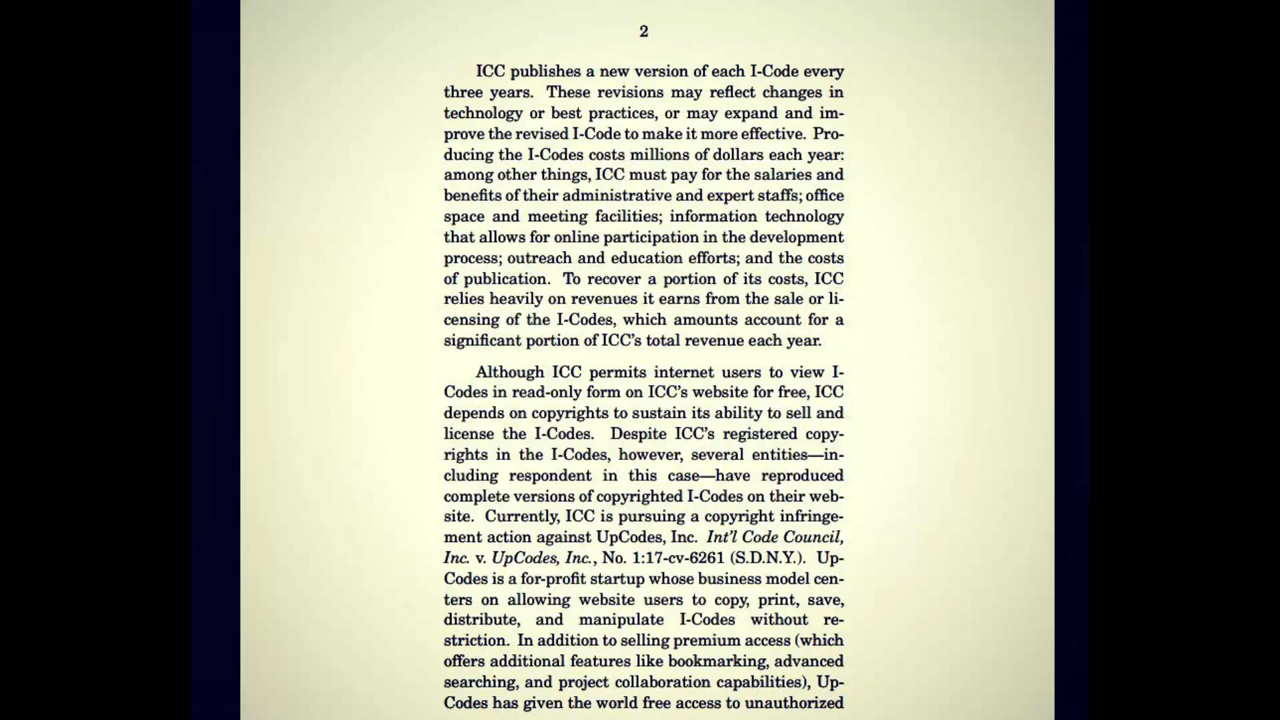 2
ICC publishes a new version of each I-Code every
three years. These revisions may reflect changes in
technology or best practices, or may expand and im-
prove the revised I-Code to make it more effective. Pro-
ducing the I-Codes costs millions of dollars each year:
among other things, ICC must pay for the salaries and
benefits of their administrative and expert staffs; office
space and meeting facilities; information technology
that allows for online participation in the development
process; outreach and education efforts; and the costs
of publication. To recover a portion of its costs, ICC
relies heavily on revenues it earns from the sale or li-
censing of the I-Codes, which amounts account for a
significant portion of ICC's total revenue each year.
Although ICC permits internet users to view I-
Codes in read-only form on ICC's website for free, ICC
depends on copyrights to sustain its ability to sell and
license the I-Codes. Despite ICC's registered copy-
rights in the I-Codes, however, several entities—in-
cluding respondent in this case—have reproduced
complete versions of copyrighted I-Codes on their web-
site. Currently, ICC is pursuing a copyright infringe-
ment action against UpCodes, Inc. Int'l Code Council,
Inc. v. UpCodes, Inc., No. 1:17-cv-6261 (S.D.N.Y.). Up-
Codes is a for-profit startup whose business model cen-
ters on allowing website users to copy, print, save,
distribute, and manipulate I-Codes without re-
striction. In addition to selling premium access (which
offers additional features like bookmarking, advanced
searching, and project collaboration capabilities), Up-
Codes has given the world free access to unauthorized